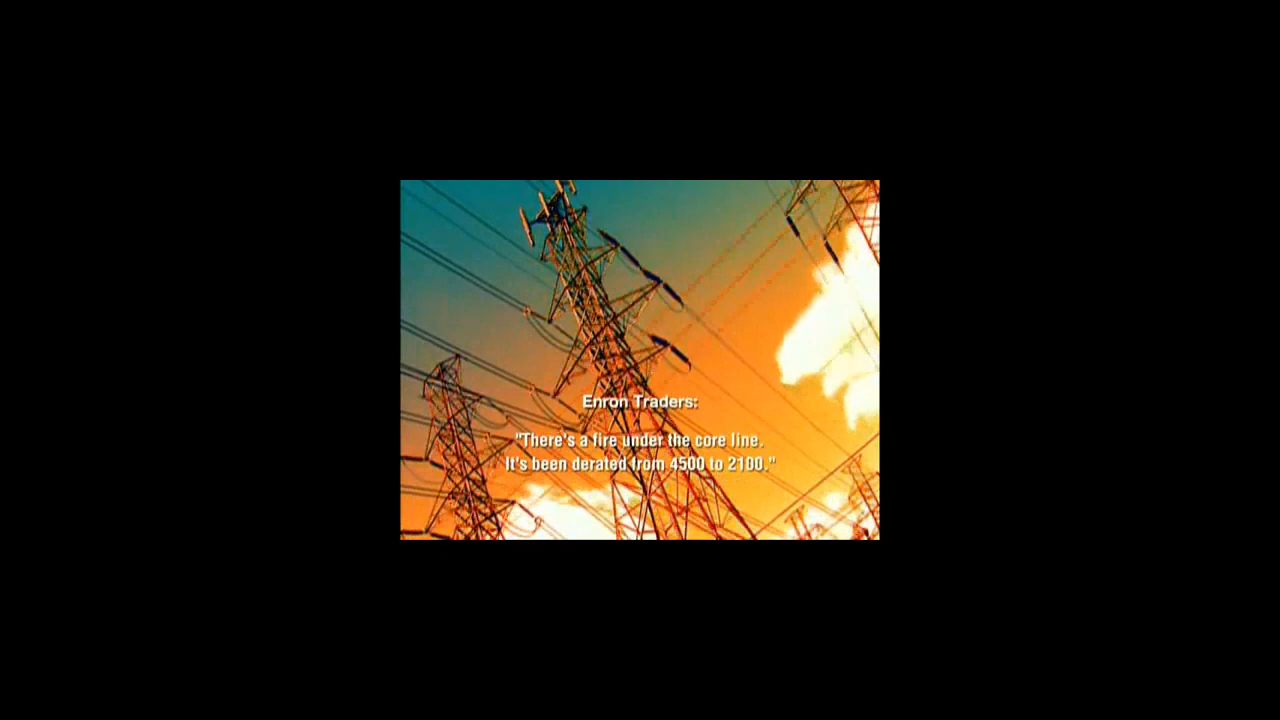 Enron Traders:
"There's a fire under the core line.
It's been derated from 4500 to 2100."